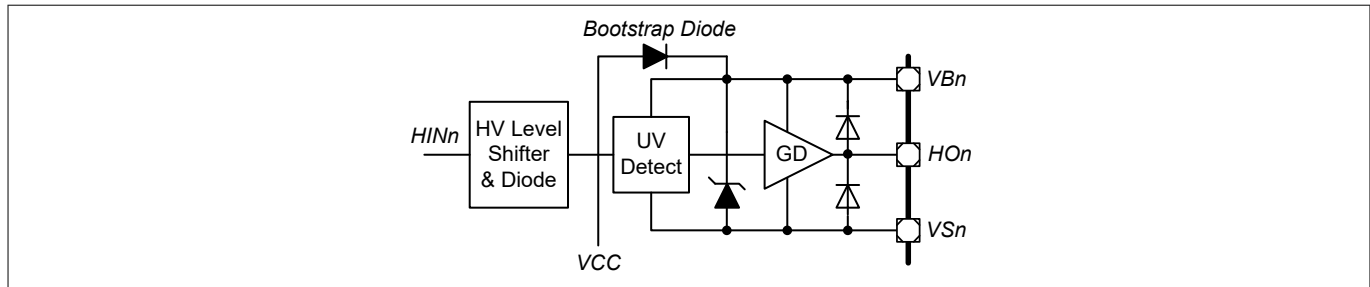 Bootstrap Diode
VBn
HINn
HV Level
Shifter
& Diode
UV
Detect
GD
HOn
VSn
VCC